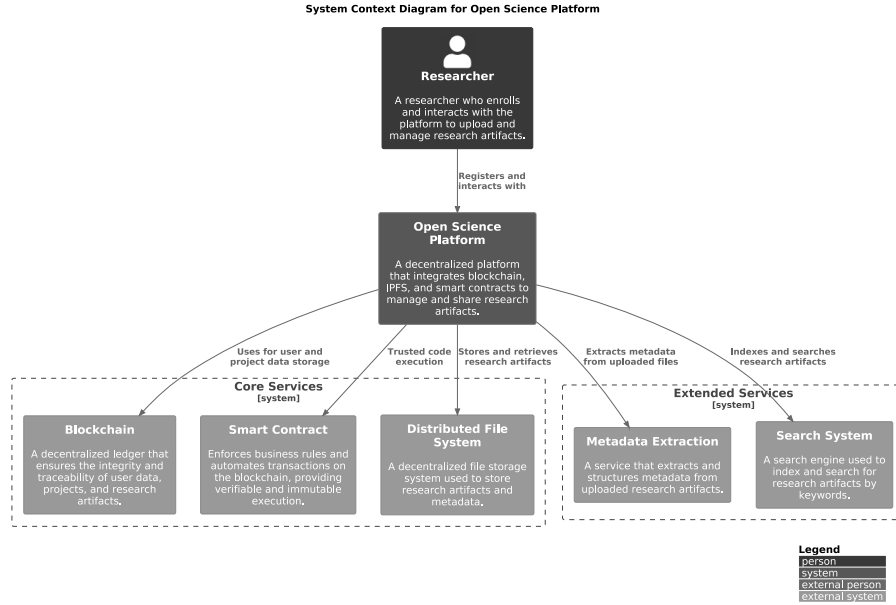 System Context Diagram for Open Science Platform
Researcher
A researcher who enrolls
and interacts with the
platform to upload and
manage research artifacts.
Registers and
interacts with
Open Science
Platform
A decentralized platform
that integrates blockchain,
IPFS, and smart contracts to
manage and share research
artifacts.
Uses for user and
project data storage
Trusted code
execution
Stores and retrieves
research artifacts
Extracts metadata
from uploaded files
Indexes and searches
research artifacts
Core Services
[system]
Blockchain
A decentralized ledger that
ensures the integrity and
traceability of user data,
projects, and research
artifacts.
Smart Contract
Enforces business rules and
automates transactions on
the blockchain, providing
verifiable and immutable
execution.
Distributed File
System
A decentralized file storage
system used to store
research artifacts and
metadata.
Extended Services
[system]
Metadata Extraction
A service that extracts and
structures metadata from
uploaded research artifacts.
Search System
A search engine used to
index and search for
research artifacts by
keywords.
Legend
person
system
external person
external system